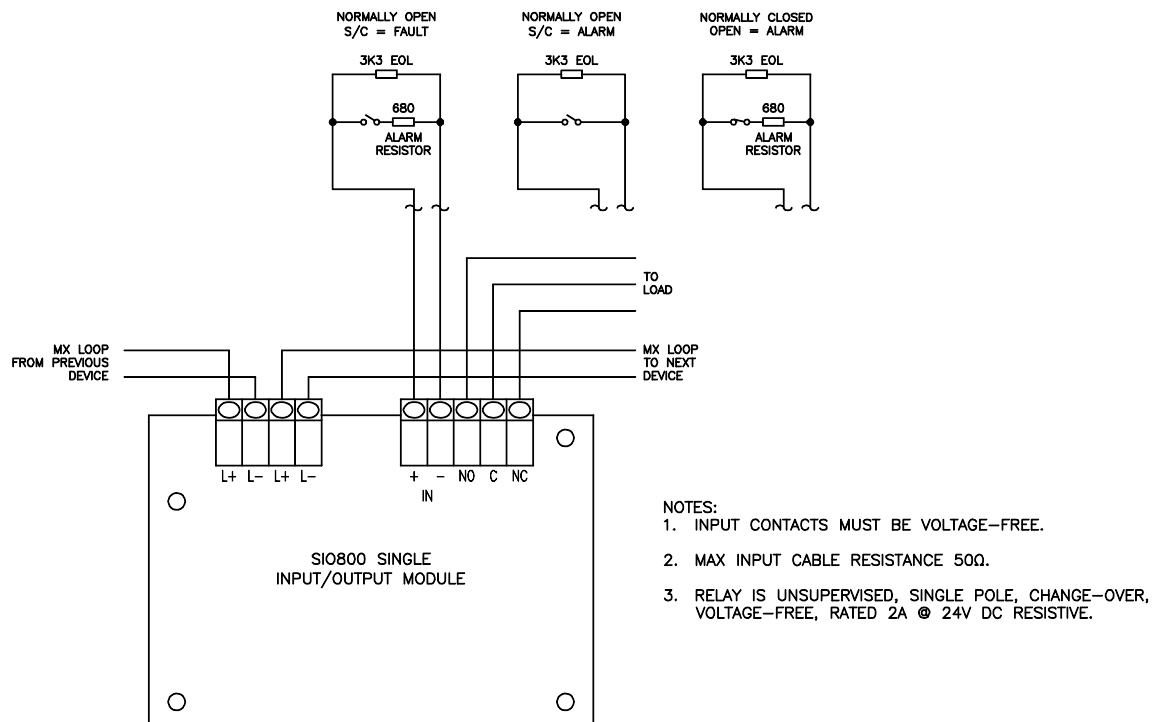 NORMALLY OPEN
S/C = FAULT
3K3 EOL
680
ALARM
RESISTOR
NORMALLY OPEN
S/C = ALARM
3K3 EOL
NORMALLY CLOSED
OPEN = ALARM
3K3 EOL
680
ALARM
RESISTOR
TO
LOAD
MX LOOP
FROM PREVIOUS
DEVICE
MX LOOP
TO NEXT
DEVICE
L+ L- L+ L-
+ - NO C NC
IN
SIO800 SINGLE
INPUT/OUTPUT MODULE
NOTES:
1. INPUT CONTACTS MUST BE VOLTAGE-FREE.
2. MAX INPUT CABLE RESISTANCE 50Ω.
3. RELAY IS UNSUPERVISED, SINGLE POLE, CHANGE-OVER,
VOLTAGE-FREE, RATED 2A @ 24V DC RESISTIVE.